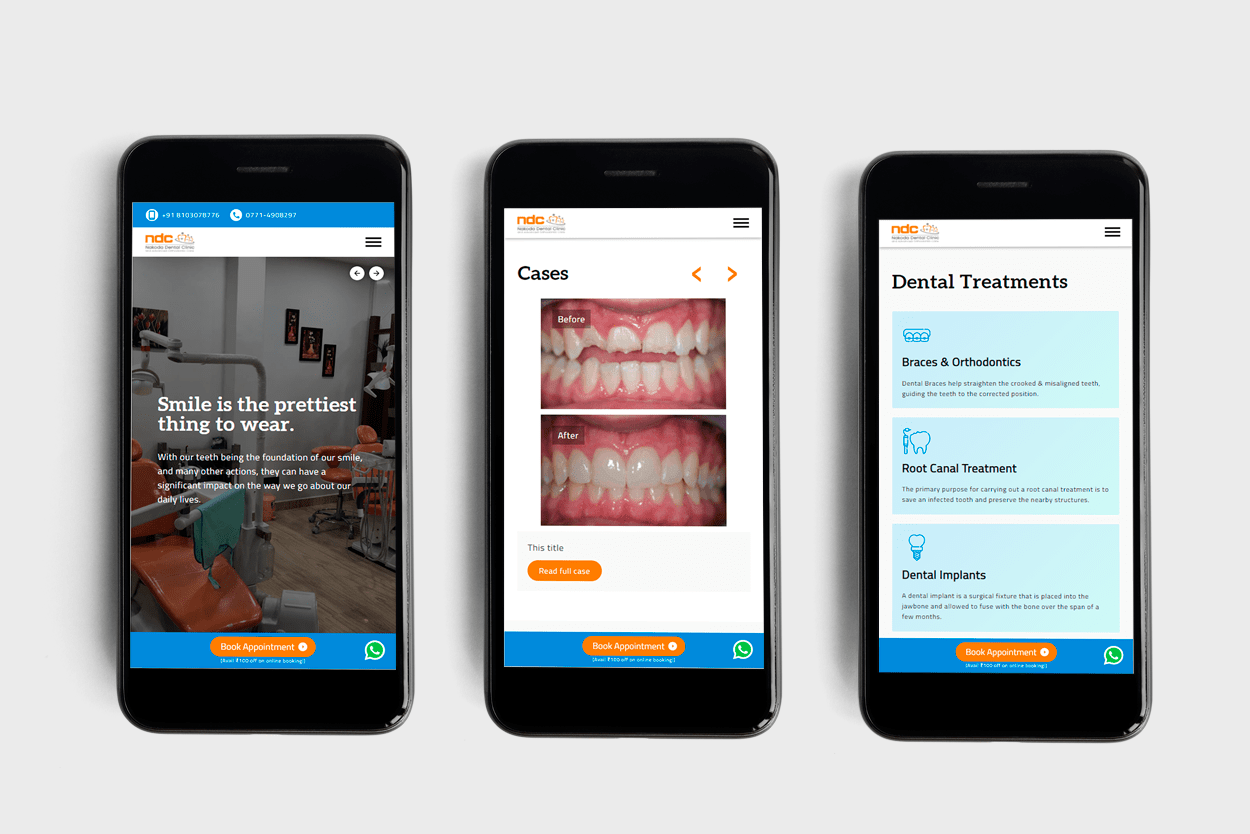 +91 8103078776 0771-4908297
ndc
Nakoda Dental Clinic
Smile is the prettiest
thing to wear.
With our teeth being the foundation of our smile,
and many other actions, they can have a
significant impact on the way we go about our
daily lives.
Book Appointment
[Avail ₹100 off on online booking!]
ndc
Nakoda Dental Clinic
Cases
Before
After
This title
Read full case
Book Appointment
[Avail ₹100 off on online booking!]
ndc
Nakoda Dental Clinic
Dental Treatments
Braces & Orthodontics
Dental Braces help straighten the crooked & misaligned teeth,
guiding the teeth to the corrected position.
Root Canal Treatment
The primary purpose for carrying out a root canal treatment is to
save an infected tooth and preserve the nearby structures.
Dental Implants
A dental implant is a surgical fixture that is placed into the
jawbone and allowed to fuse with the bone over the span of a
few months.
Book Appointment
[Avail ₹100 off on online booking!]